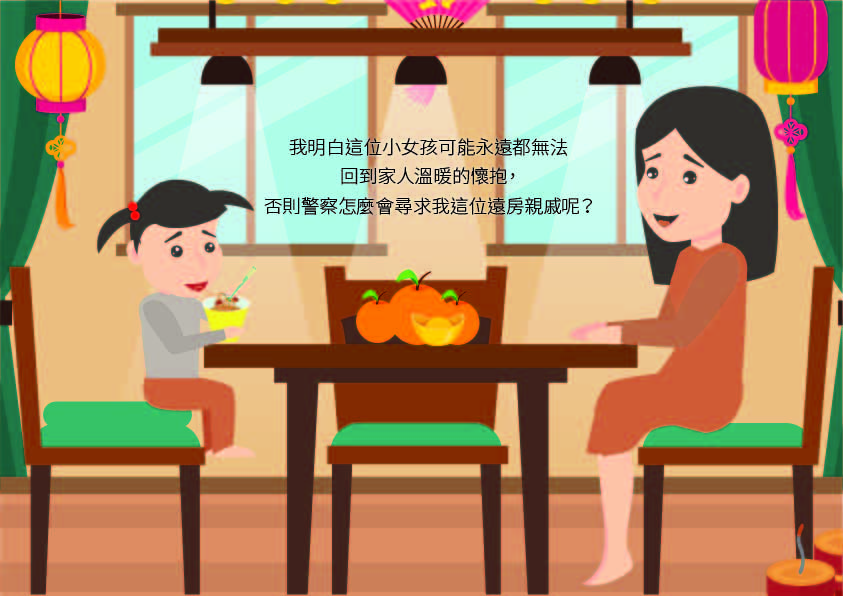 我明白這位小女孩可能永遠都無法
回到家人溫暖的懷抱，
否則警察怎麼會尋求我這位遠房親戚呢？